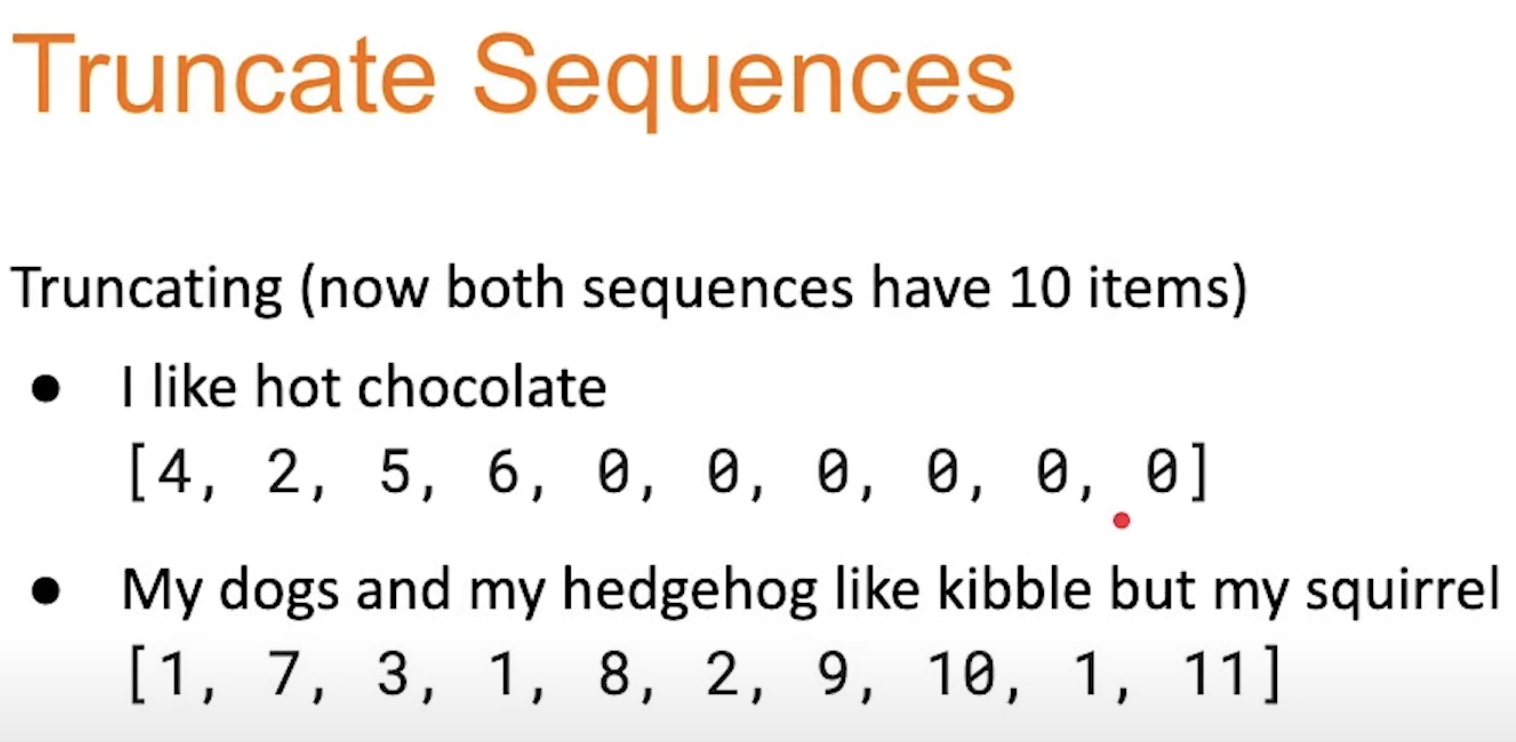 Truncate Sequences
Truncating (now both sequences have 10 items)
● I like hot chocolate
[4, 2, 5, 6, 0, 0, 0, 0, 0, 0]
● My dogs and my hedgehog like kibble but my squirrel
[1, 7, 3, 1, 8, 2, 9, 10, 1, 11]